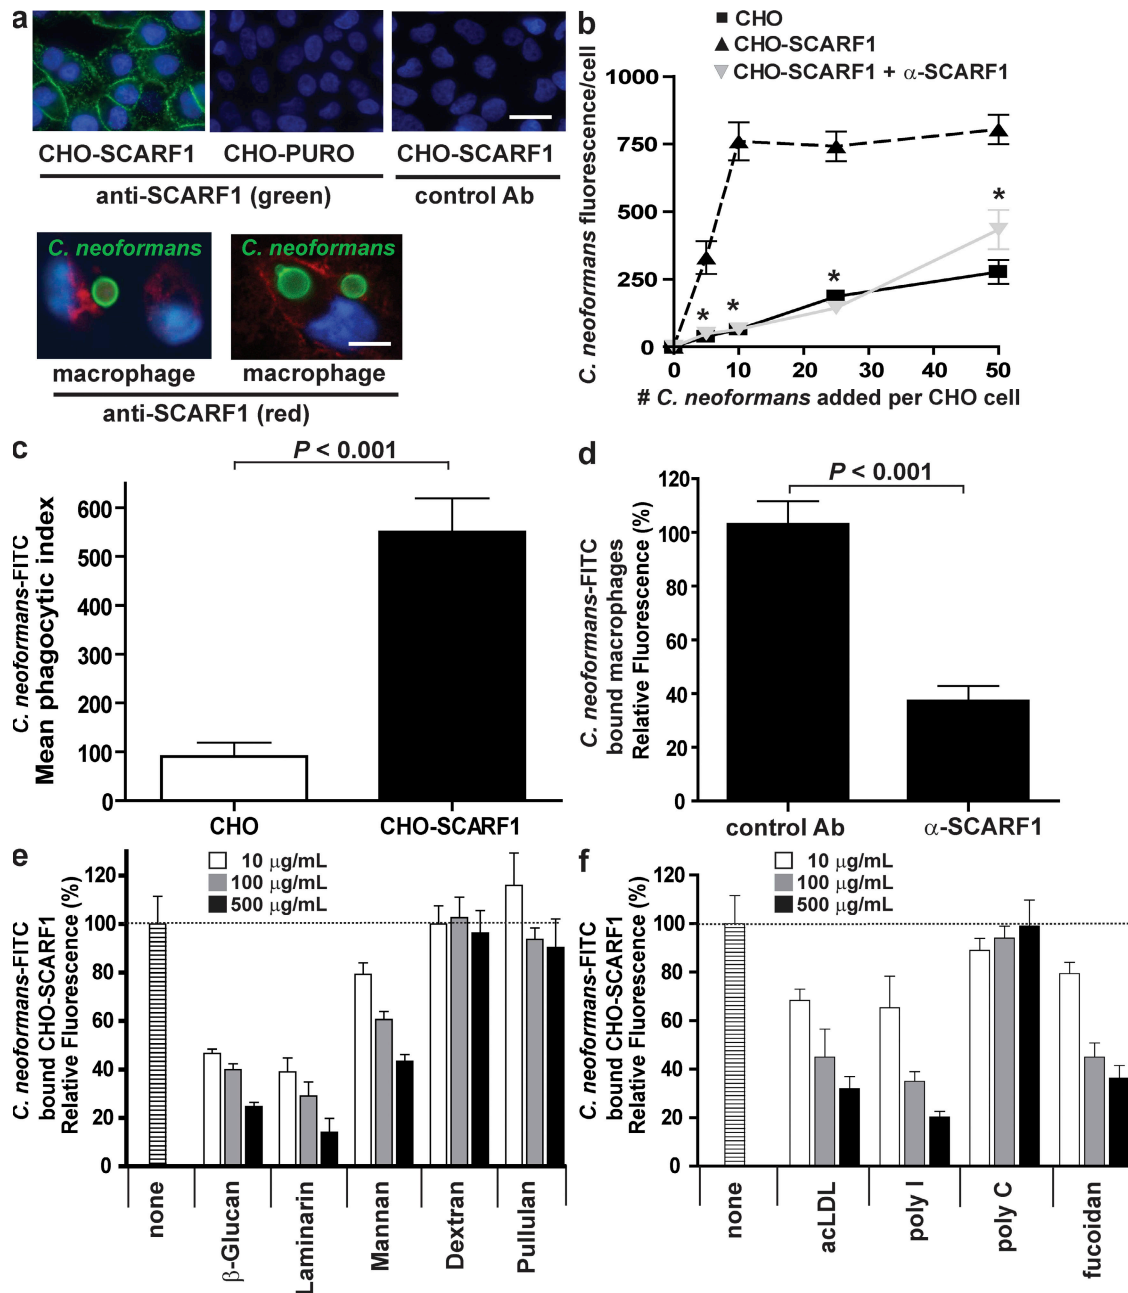 a
CHO-SCARF1
CHO-PURO
CHO-SCARF1
anti-SCARF1 (green)
control Ab
C. neoformans
C. neoformans
macrophage
macrophage
anti-SCARF1 (red)
b
CHO
CHO-SCARF1
CHO-SCARF1 + α-SCARF1
C. neoformans fluorescence/cell
1000
750
500
250
0
*
*
*
*
0
10
20
30
40
50
# C. neoformans added per CHO cell
c
P < 0.001
C. neoformans-FITC
Mean phagocytic index
600
500
400
300
200
100
0
CHO
CHO-SCARF1
d
P < 0.001
C. neoformans-FITC
bound macrophages
Relative Fluorescence (%)
120
100
80
60
40
20
0
control Ab
α-SCARF1
e
10 µg/mL
100 µg/mL
500 µg/mL
C. neoformans-FITC
bound CHO-SCARF1
Relative Fluorescence (%)
120
100
80
60
40
20
0
none
β-Glucan
Laminarin
Mannan
Dextran
Pullulan
f
10 µg/mL
100 µg/mL
500 µg/mL
C. neoformans-FITC
bound CHO-SCARF1
Relative Fluorescence (%)
120
100
80
60
40
20
0
none
acLDL
poly I
poly C
fucoidan